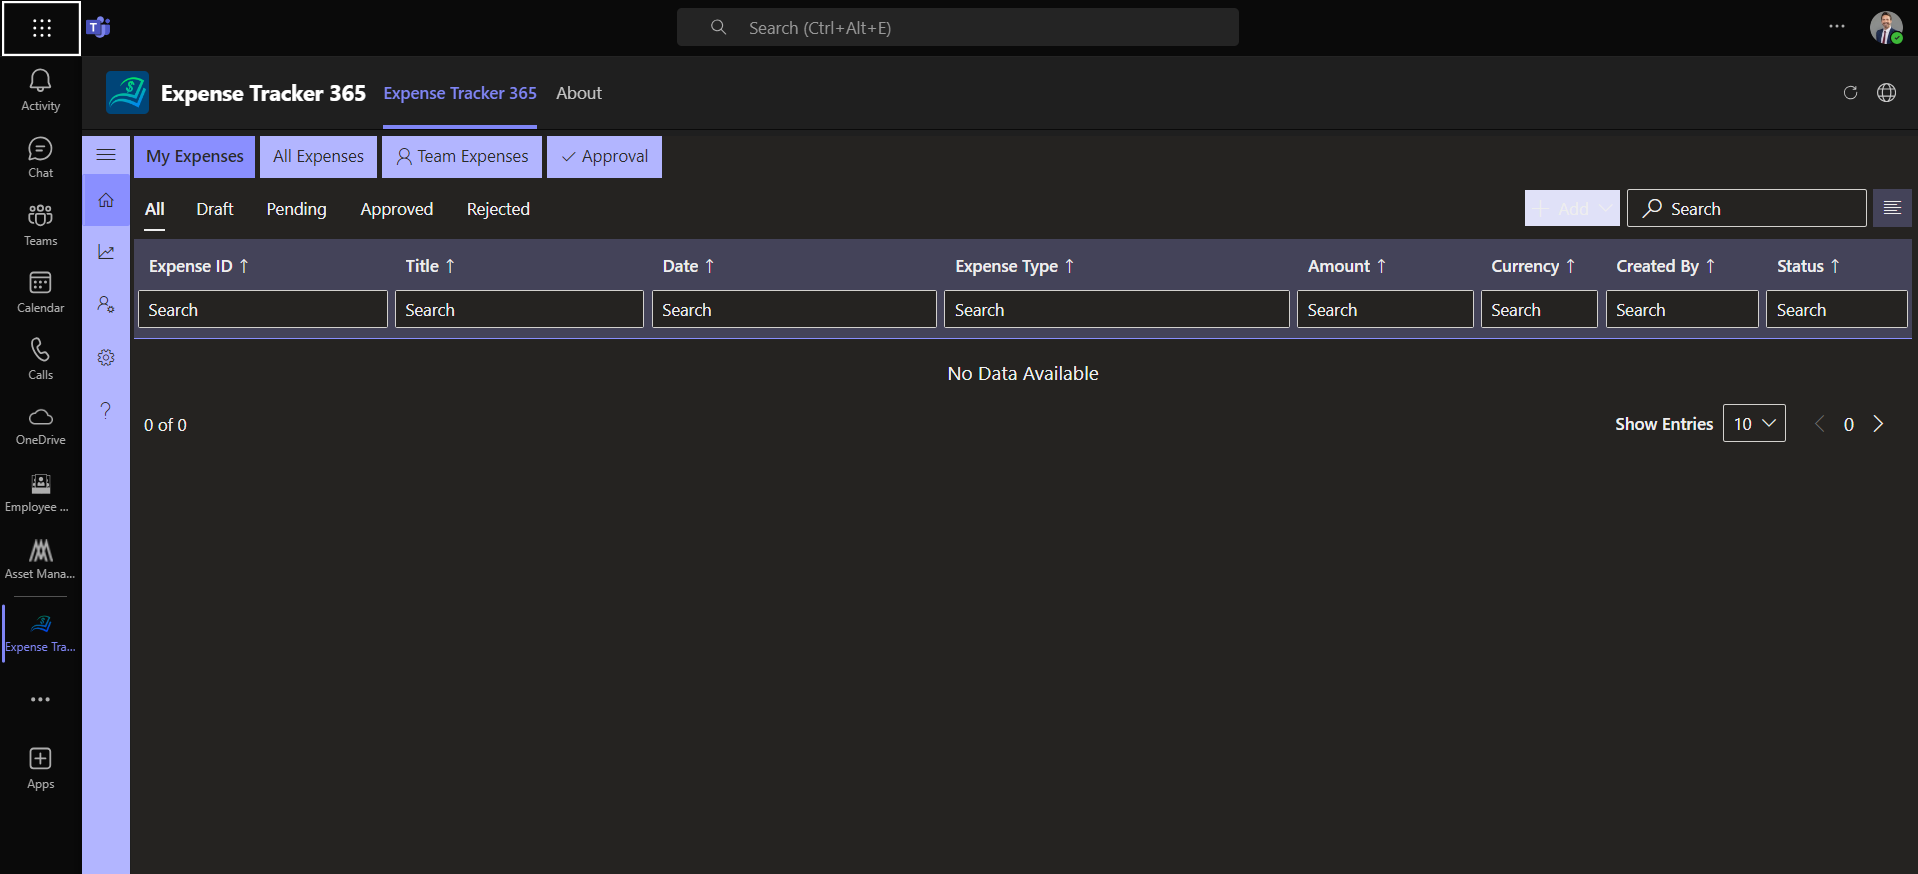 Search (Ctrl+Alt+E)
Activity
Chat
Teams
Calendar
Calls
OneDrive
Employee ...
Asset Mana...
Expense Tra...
Apps
Expense Tracker 365
Expense Tracker 365
About
My Expenses
All Expenses
Team Expenses
Approval
All
Draft
Pending
Approved
Rejected
+ Add
Search
Expense ID ↑
Title ↑
Date ↑
Expense Type ↑
Amount ↑
Currency ↑
Created By ↑
Status ↑
Search
Search
Search
Search
Search
Search
Search
Search
No Data Available
0 of 0
Show Entries
10
0